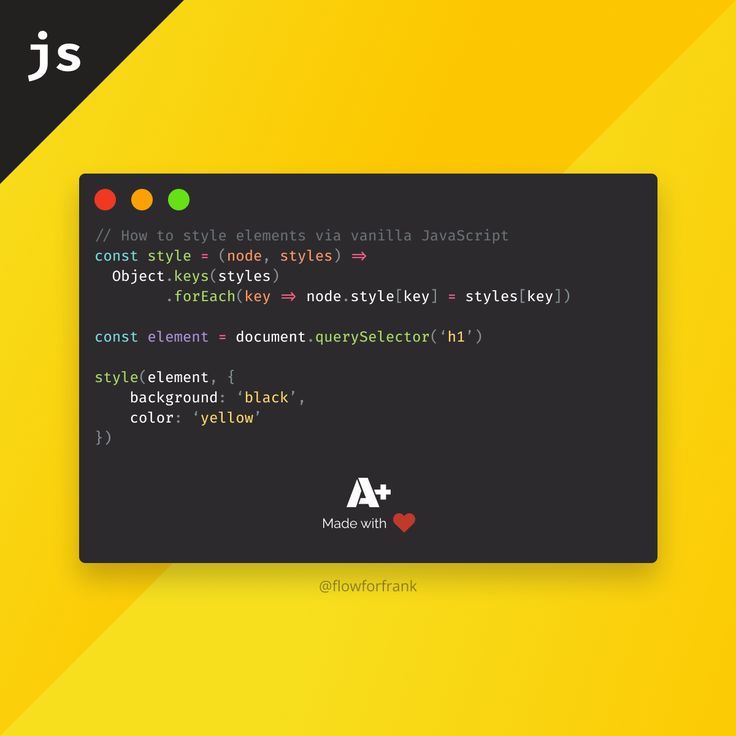 js
// How to style elements via vanilla JavaScript
const style = (node, styles) =>
  Object.keys(styles)
        .forEach(key => node.style[key] = styles[key])
const element = document.querySelector(‘h1’)
style(element, {
    background: ‘black’,
    color: ‘yellow’
})
A+
Made with
@flowforfrank